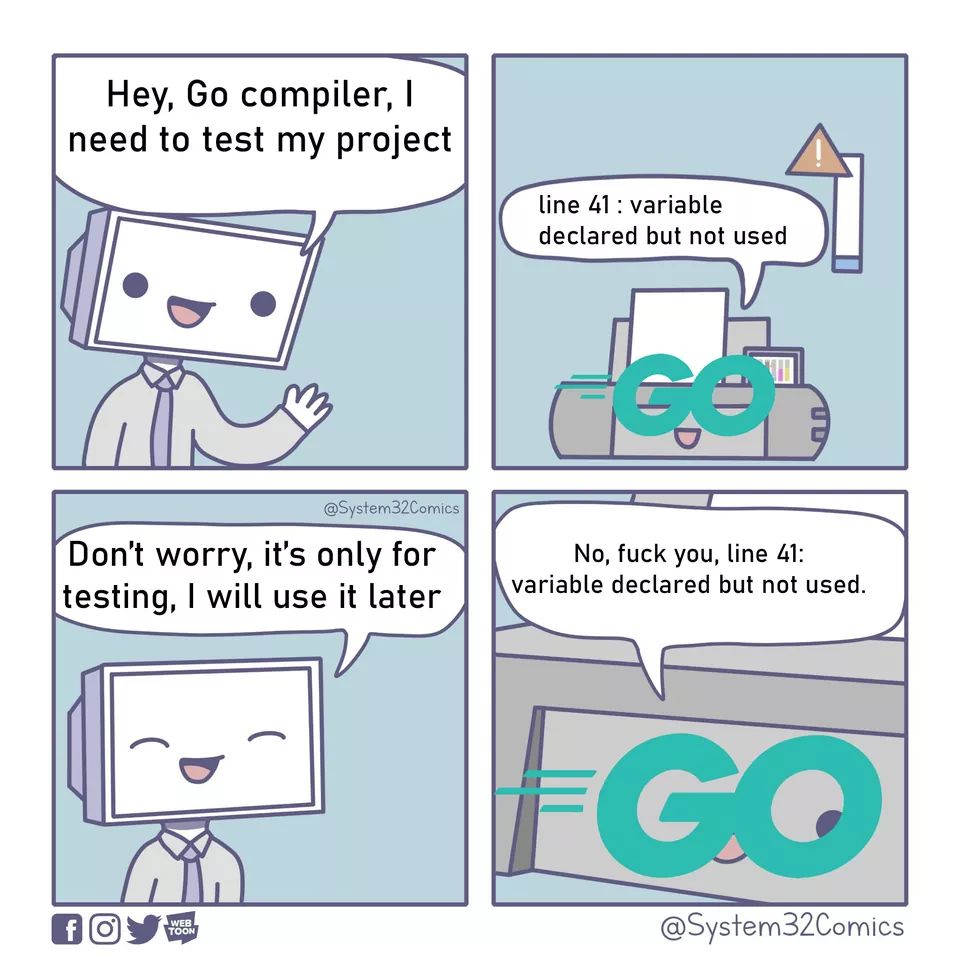 Hey, Go compiler, I
need to test my project
line 41 : variable
declared but not used
!
GO
@System32Comics
Don't worry, it's only for
testing, I will use it later
No, fuck you, line 41:
variable declared but not used.
GO
f
WEB
TOON
@System32Comics